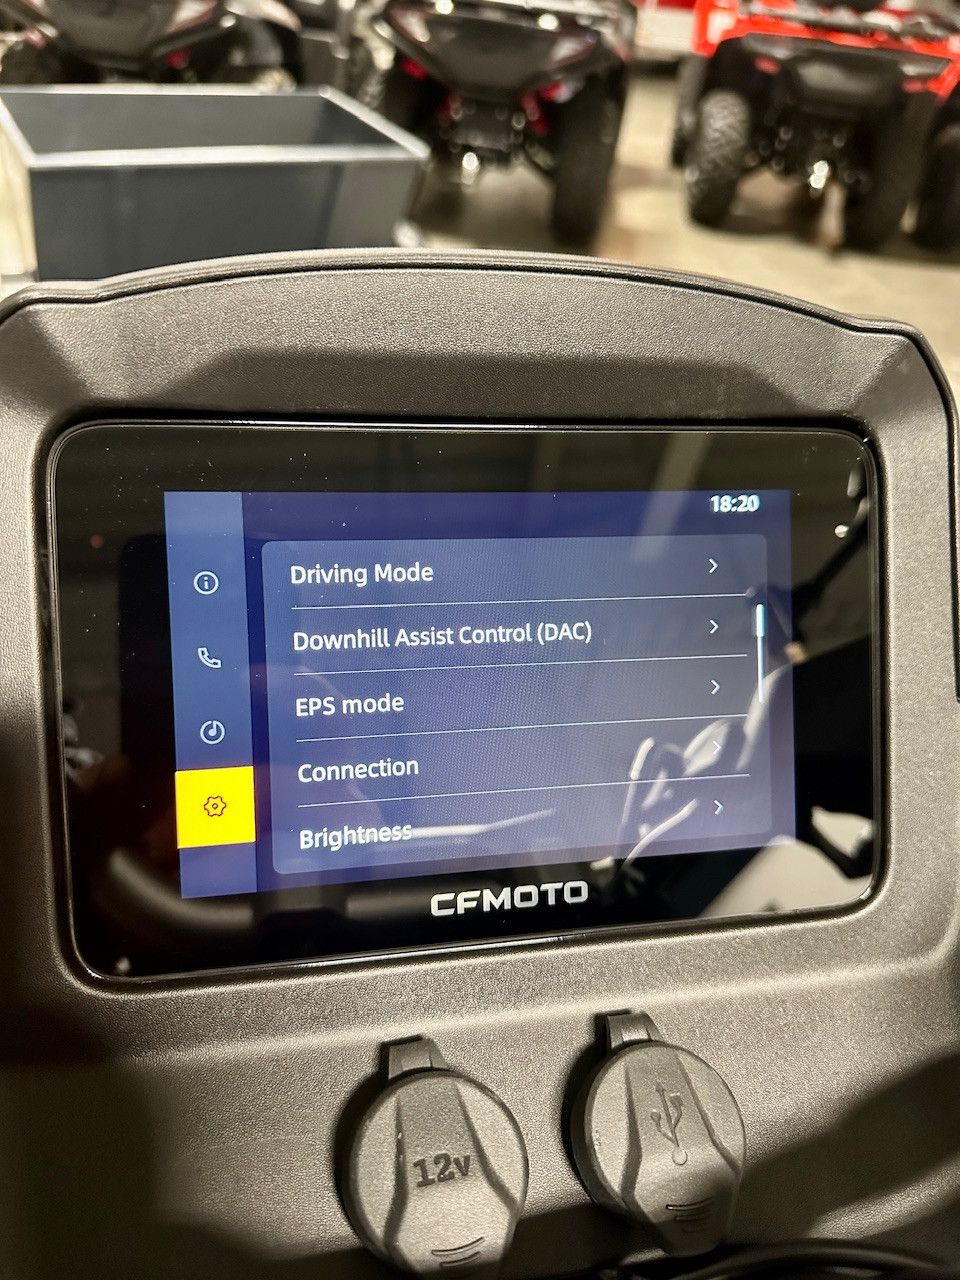 18:20
Driving Mode
Downhill Assist Control (DAC)
EPS mode
Connection
Brightness
CFMOTO
12v